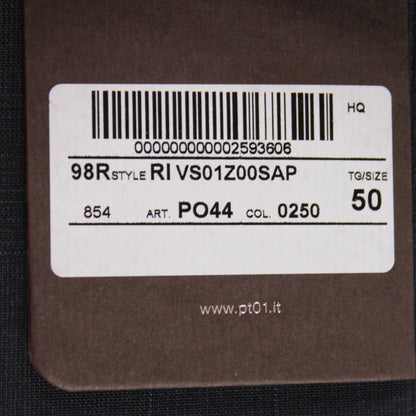 HQ
000000000002593606
98R STYLE RI VS01Z00SAP TG/SIZE
854 ART. PO44 COL. 0250 50
www.pt01.it